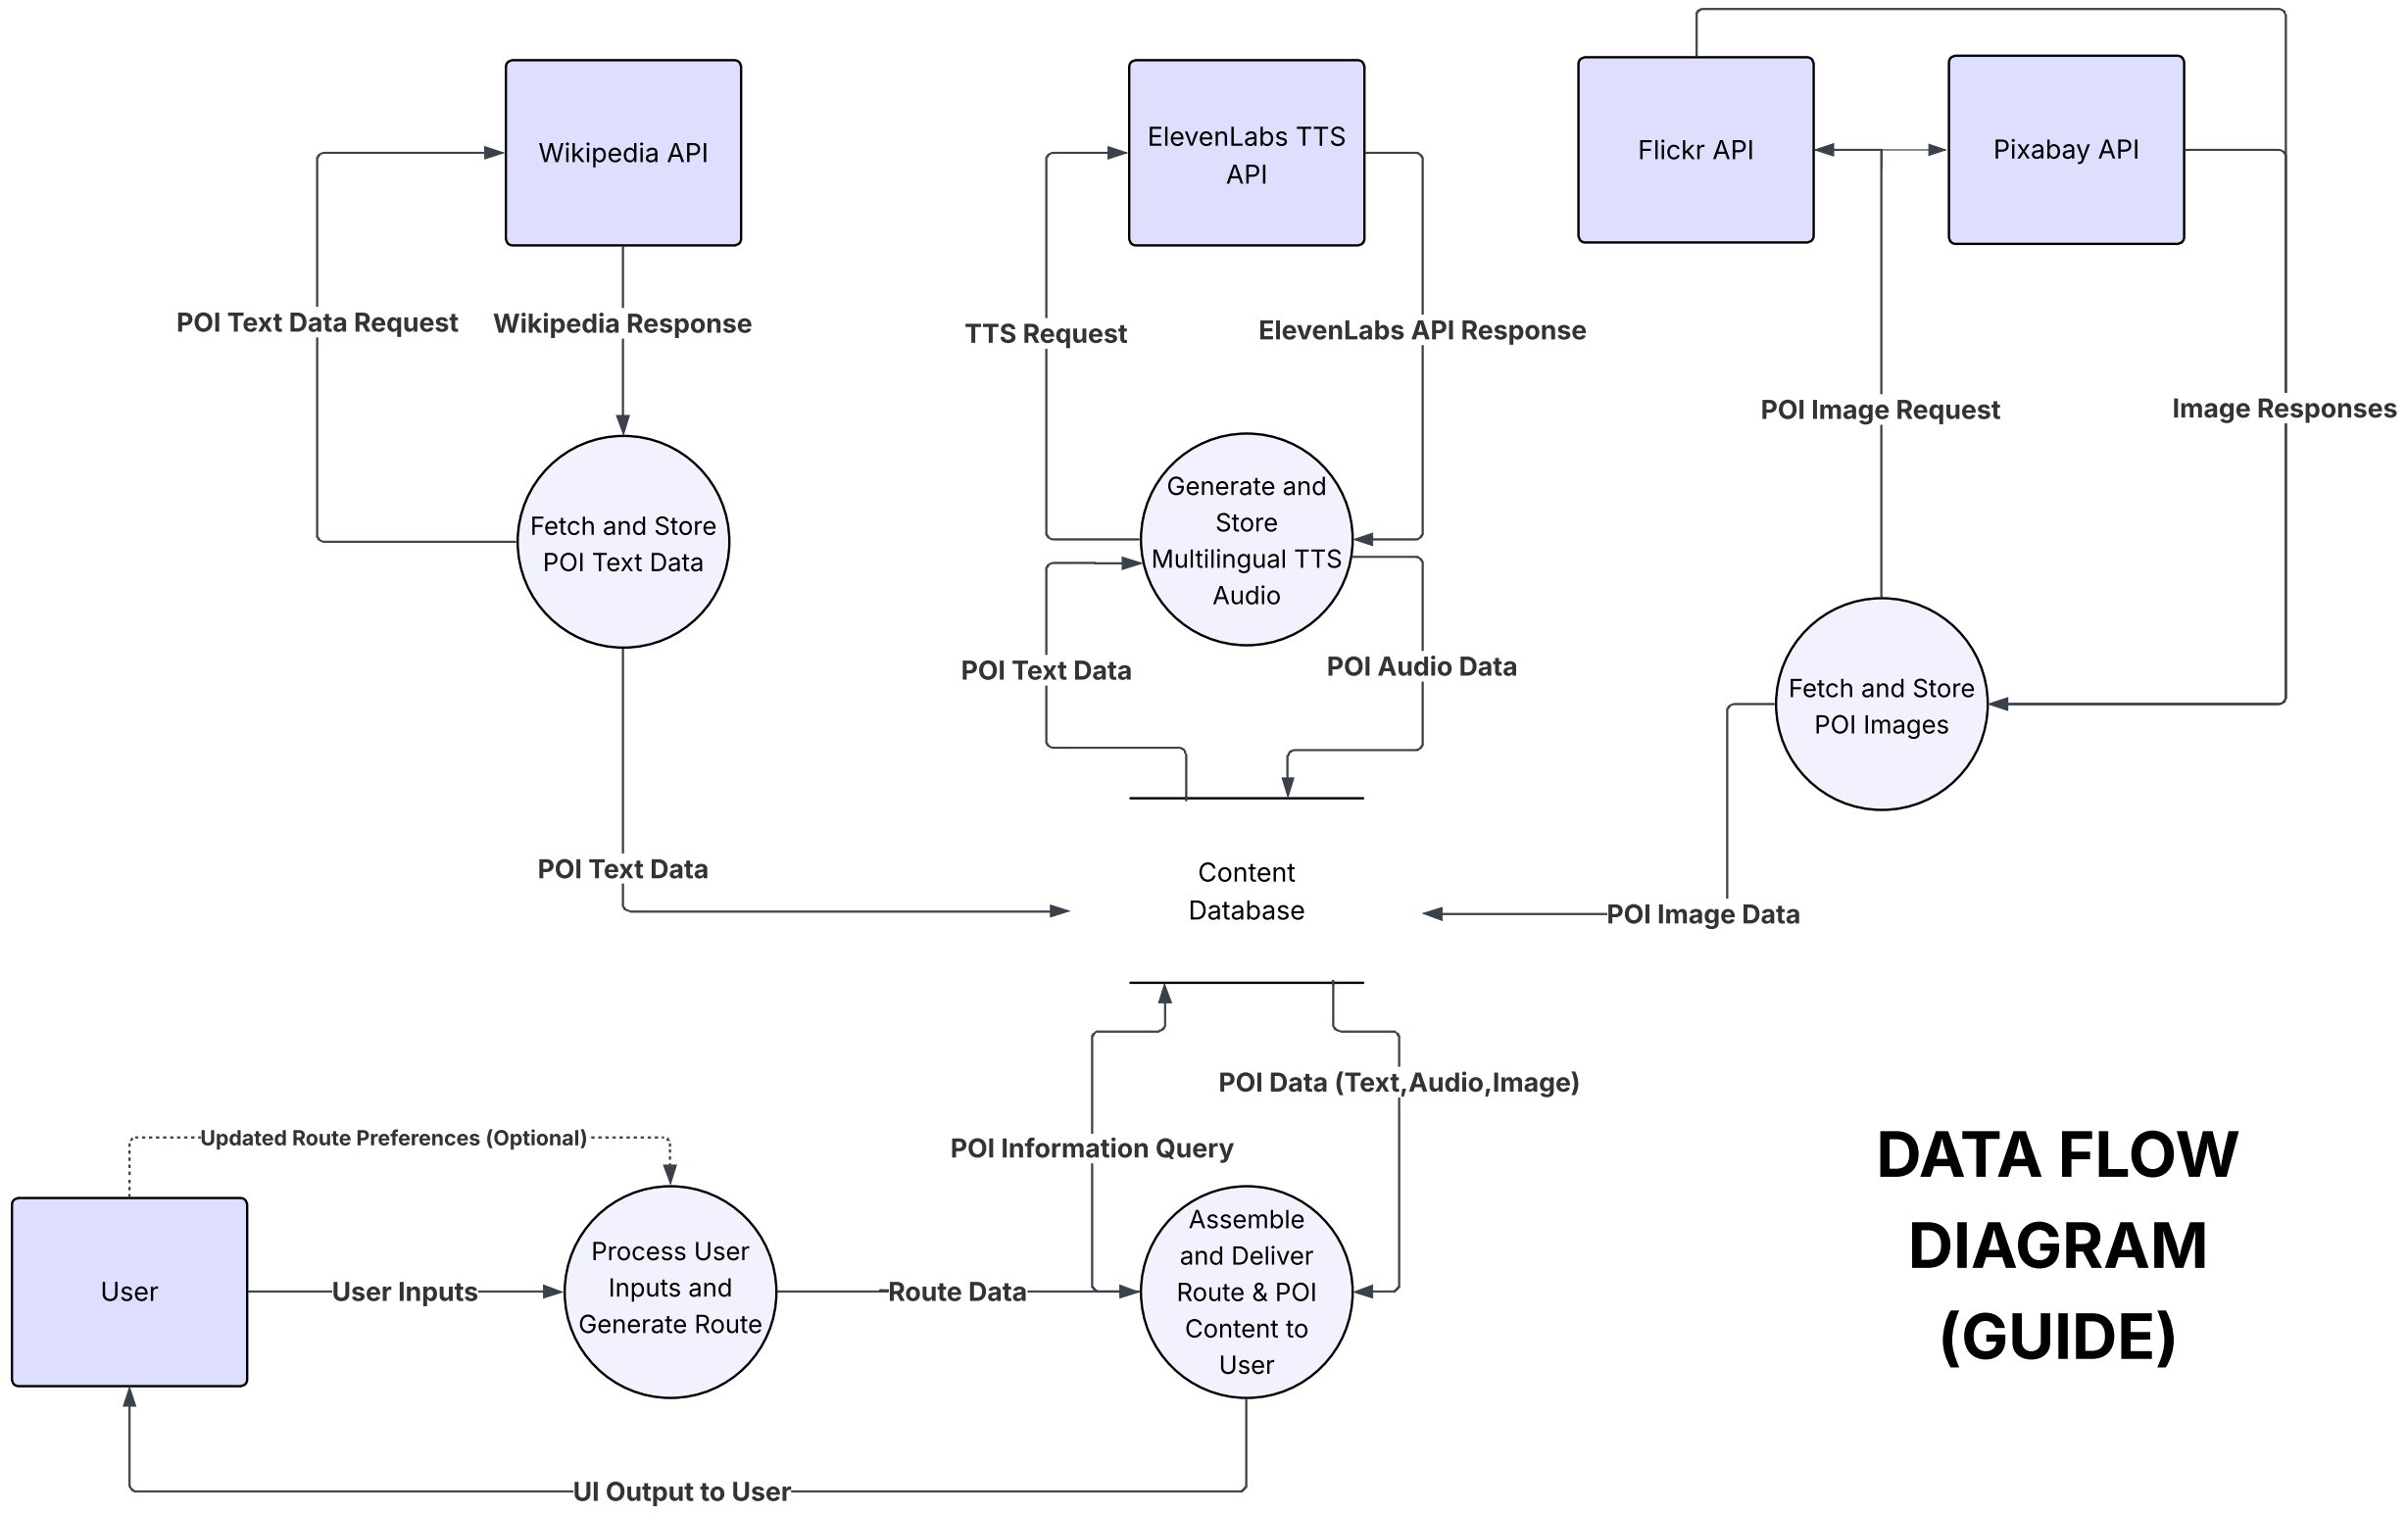 Wikipedia API
ElevenLabs TTS
API
Flickr API
Pixabay API
POI Text Data Request
Wikipedia Response
TTS Request
ElevenLabs API Response
POI Image Request
Image Responses
Fetch and Store
POI Text Data
Generate and
Store
Multilingual TTS
Audio
Fetch and Store
POI Images
POI Text Data
POI Audio Data
POI Text Data
Content
Database
POI Image Data
POI Data (Text,Audio,Image)
POI Information Query
Updated Route Preferences (Optional)
User
User Inputs
Process User
Inputs and
Generate Route
Route Data
Assemble
and Deliver
Route & POI
Content to
User
UI Output to User
DATA FLOW
DIAGRAM
(GUIDE)